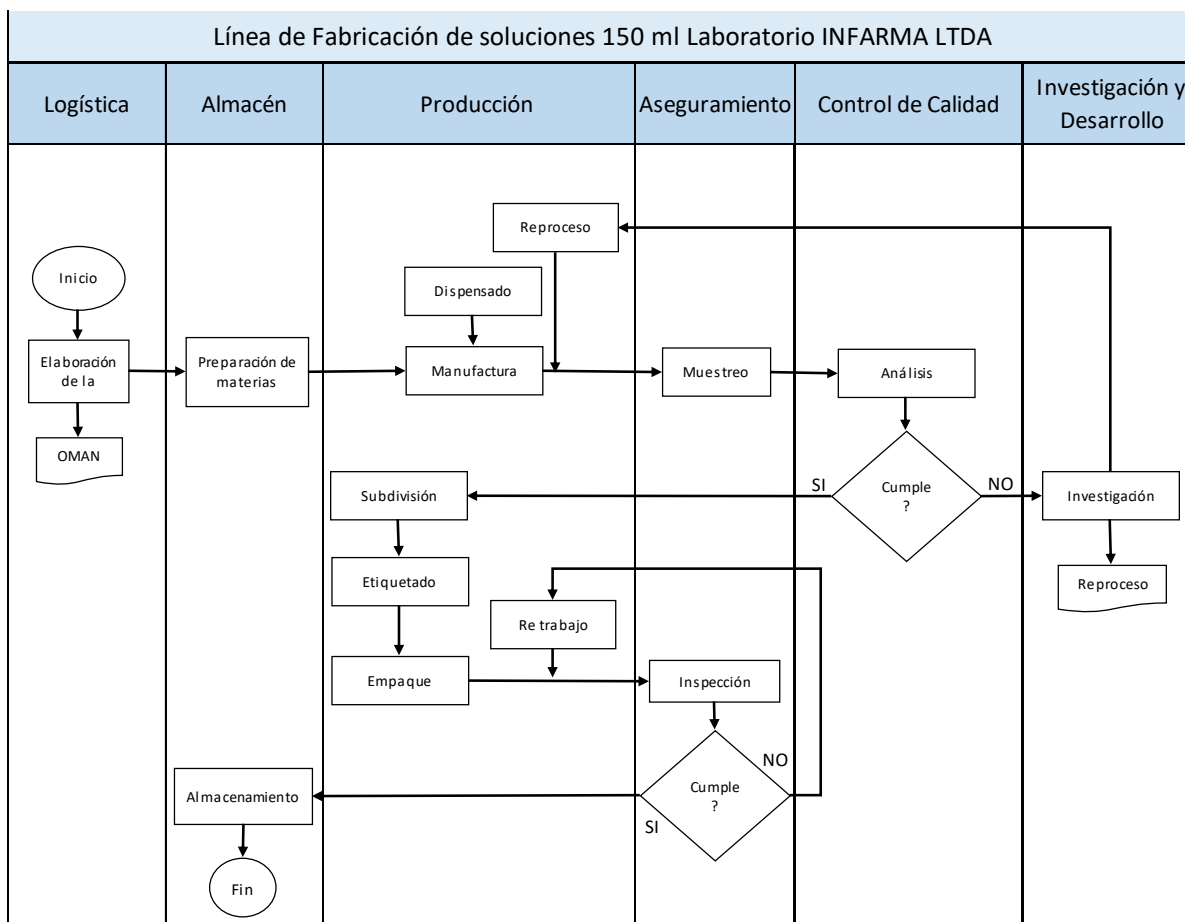 Línea de Fabricación de soluciones 150 ml Laboratorio INFARMA LTDA
Logística
Almacén
Producción
Aseguramiento
Control de Calidad
Investigación y
Desarrollo
Reproceso
Inicio
Dispensado
Elaboración
de la
Preparación de
materias
Manufactura
Muestreo
Análisis
OMAN
Subdivisión
SI
Cumple
?
NO
Investigación
Etiquetado
Reproceso
Re trabajo
Empaque
Inspección
NO
Almacenamiento
Cumple
?
SI
Fin